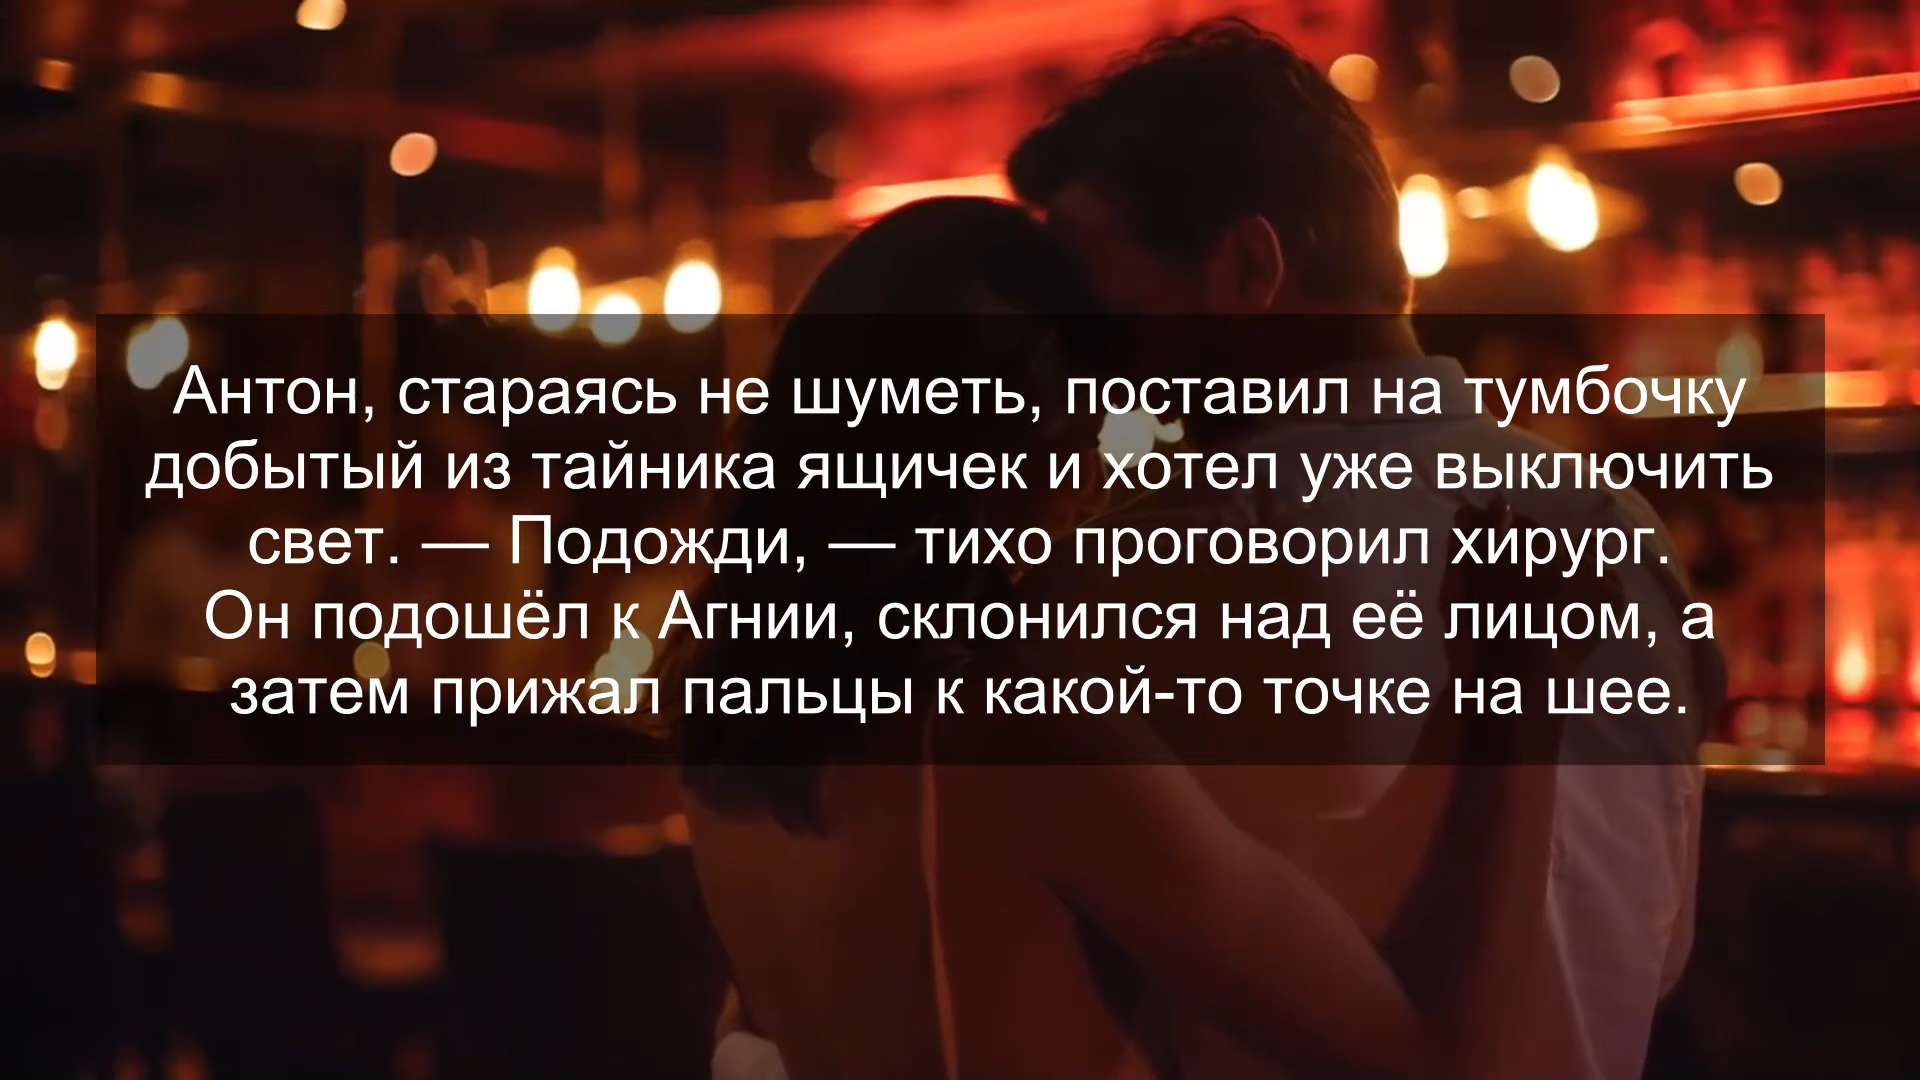 Антон, стараясь не шуметь, поставил на тумбочку
добытый из тайника ящичек и хотел уже выключить
свет. — Подожди, — тихо проговорил хирург.
Он подошёл к Агнии, склонился над её лицом, а
затем прижал пальцы к какой-то точке на шее.